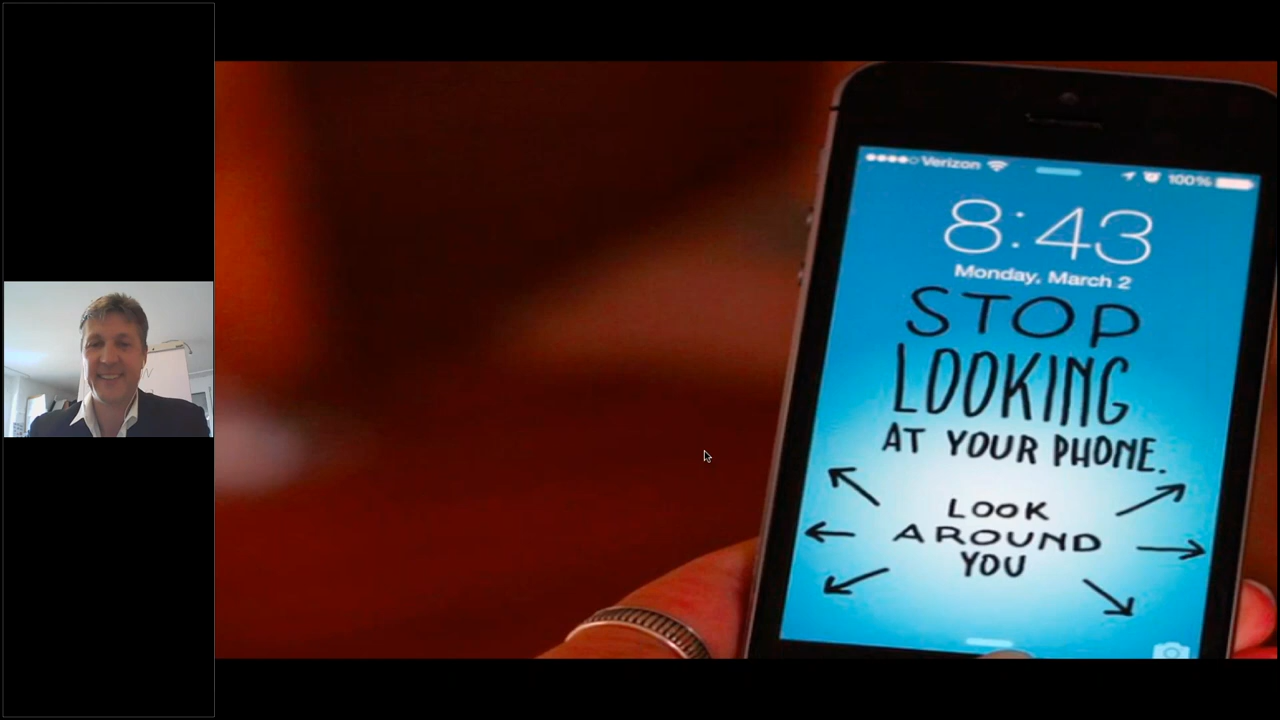 Verizon 100%
8:43
Monday, March 2
STOP
LOOKING
AT YOUR PHONE.
LOOK
AROUND
YOU